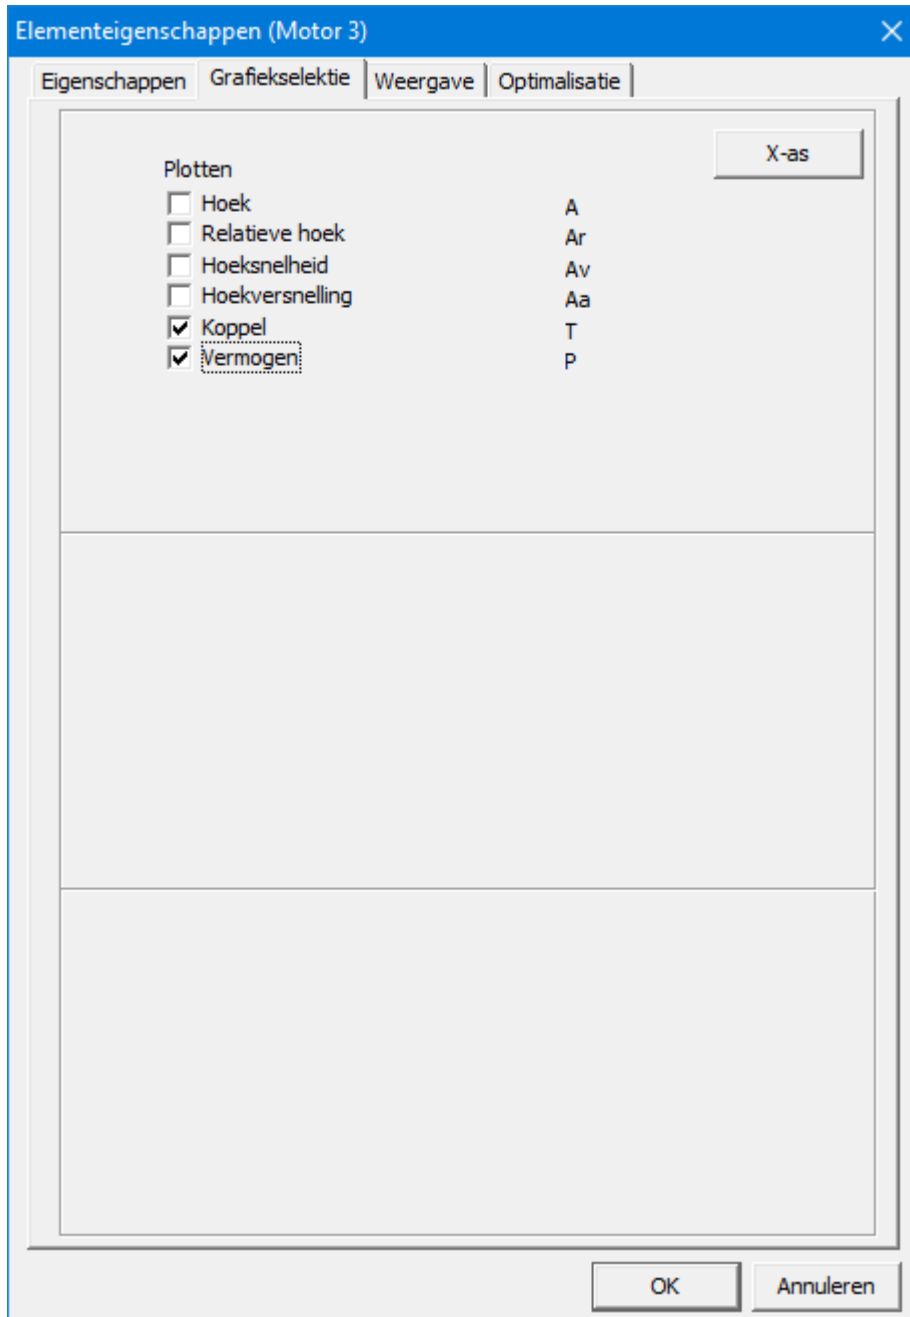 Elementeigenschappen (Motor 3)
Eigenschappen Grafiekselektie Weergave Optimalisatie
X-as
Plotten
Hoek A
Relatieve hoek Ar
Hoeksnelheid Av
Hoekversnelling Aa
Koppel T
Vermogen P
OK Annuleren